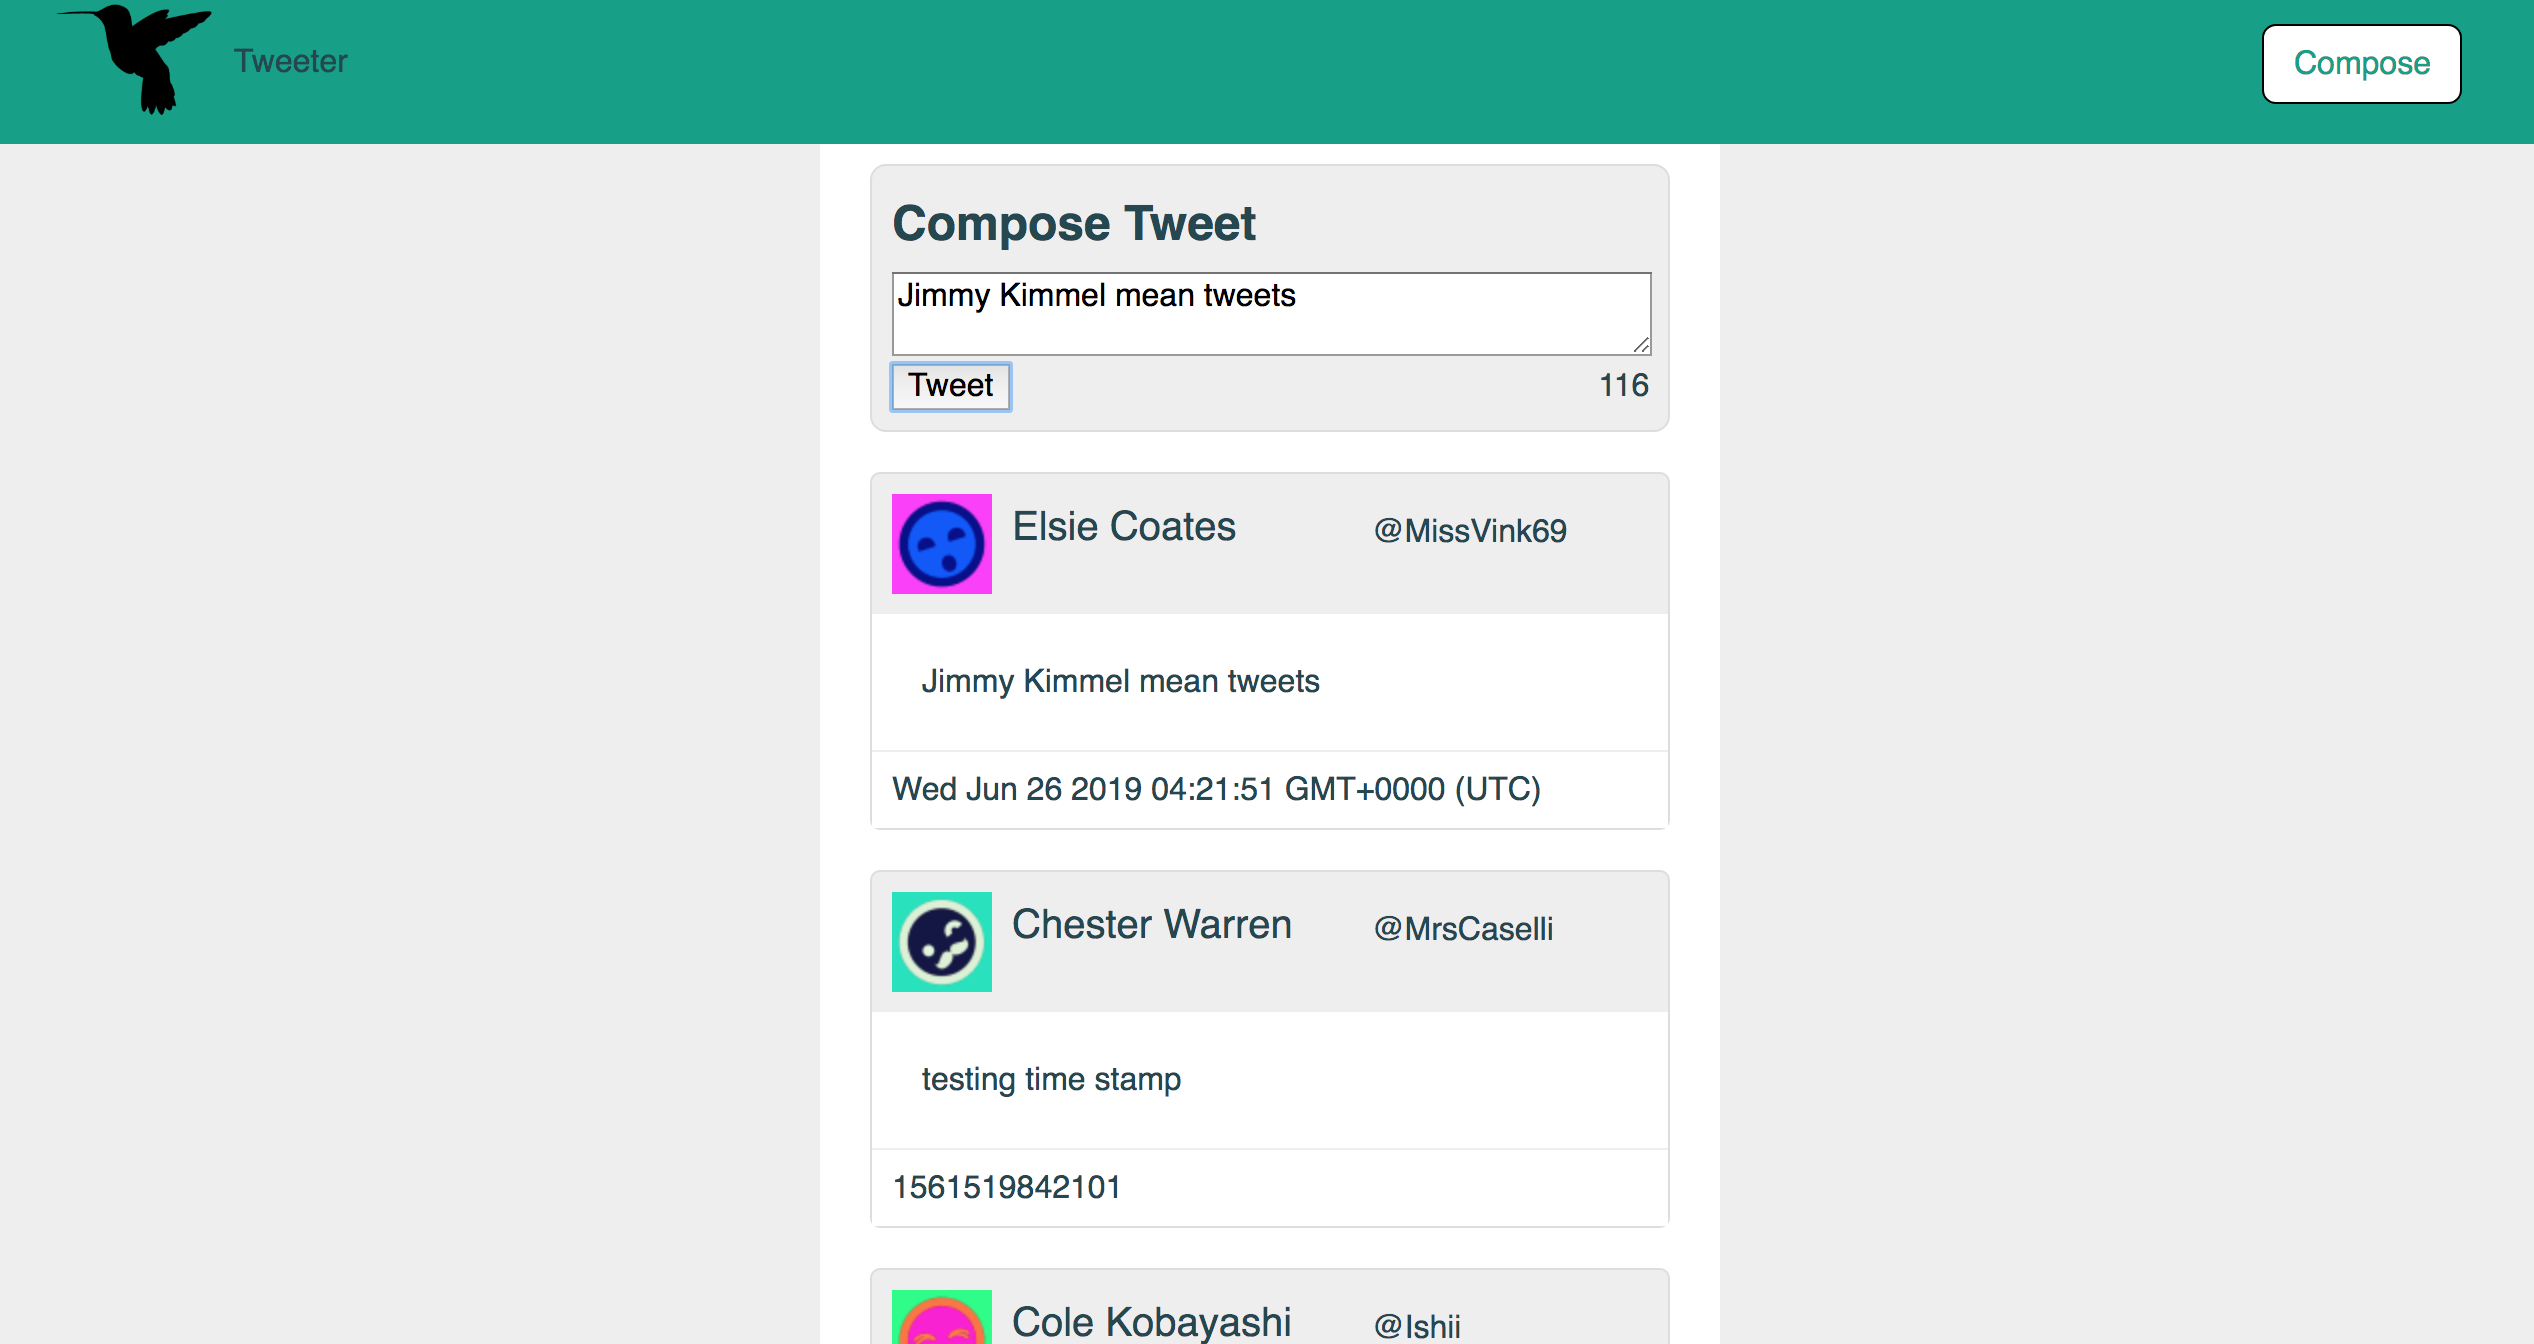 Tweeter
Compose
Compose Tweet
Jimmy Kimmel mean tweets
Tweet
116
Elsie Coates @MissVink69
Jimmy Kimmel mean tweets
Wed Jun 26 2019 04:21:51 GMT+0000 (UTC)
Chester Warren @MrsCaselli
testing time stamp
1561519842101
Cole Kobayashi @Ishii